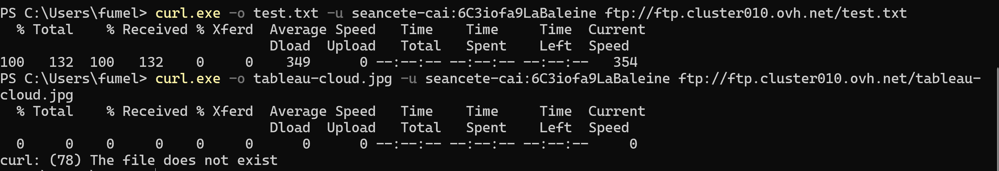 PS C:\Users\fumel> curl.exe -o test.txt -u seancete-cai:6C3iofa9LaBaleine ftp://ftp.cluster010.ovh.net/test.txt
  % Total    % Received % Xferd  Average Speed   Time    Time     Time  Current
                                 Dload  Upload   Total   Spent    Left  Speed
100   132  100   132    0     0    349      0 --:--:-- --:--:-- --:--:--   354
PS C:\Users\fumel> curl.exe -o tableau-cloud.jpg -u seancete-cai:6C3iofa9LaBaleine ftp://ftp.cluster010.ovh.net/tableau-
cloud.jpg
  % Total    % Received % Xferd  Average Speed   Time    Time     Time  Current
                                 Dload  Upload   Total   Spent    Left  Speed
  0     0    0     0    0     0      0      0 --:--:-- --:--:-- --:--:--     0
curl: (78) The file does not exist